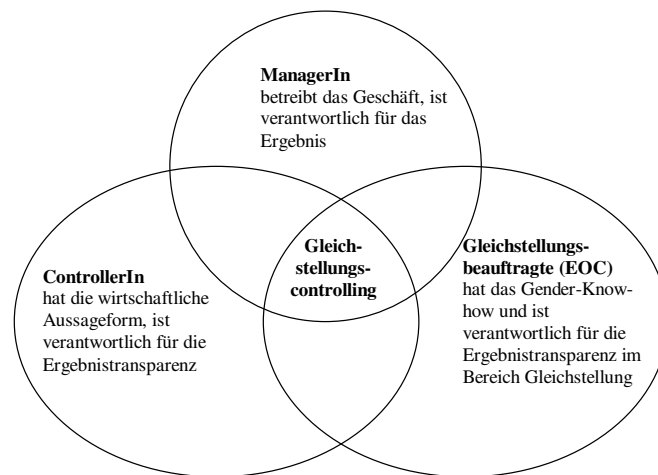 ManagerIn
betreibt das Geschäft, ist
verantwortlich für das
Ergebnis
Gleich-
stellungs-
controlling
ControllerIn
hat die wirtschaftliche
Aussageform, ist
verantwortlich für die
Ergebnistransparenz
Gleichstellungs-
beauftragte (EOC)
hat das Gender-Know-
how und ist
verantwortlich für die
Ergebnistransparenz im
Bereich Gleichstellung